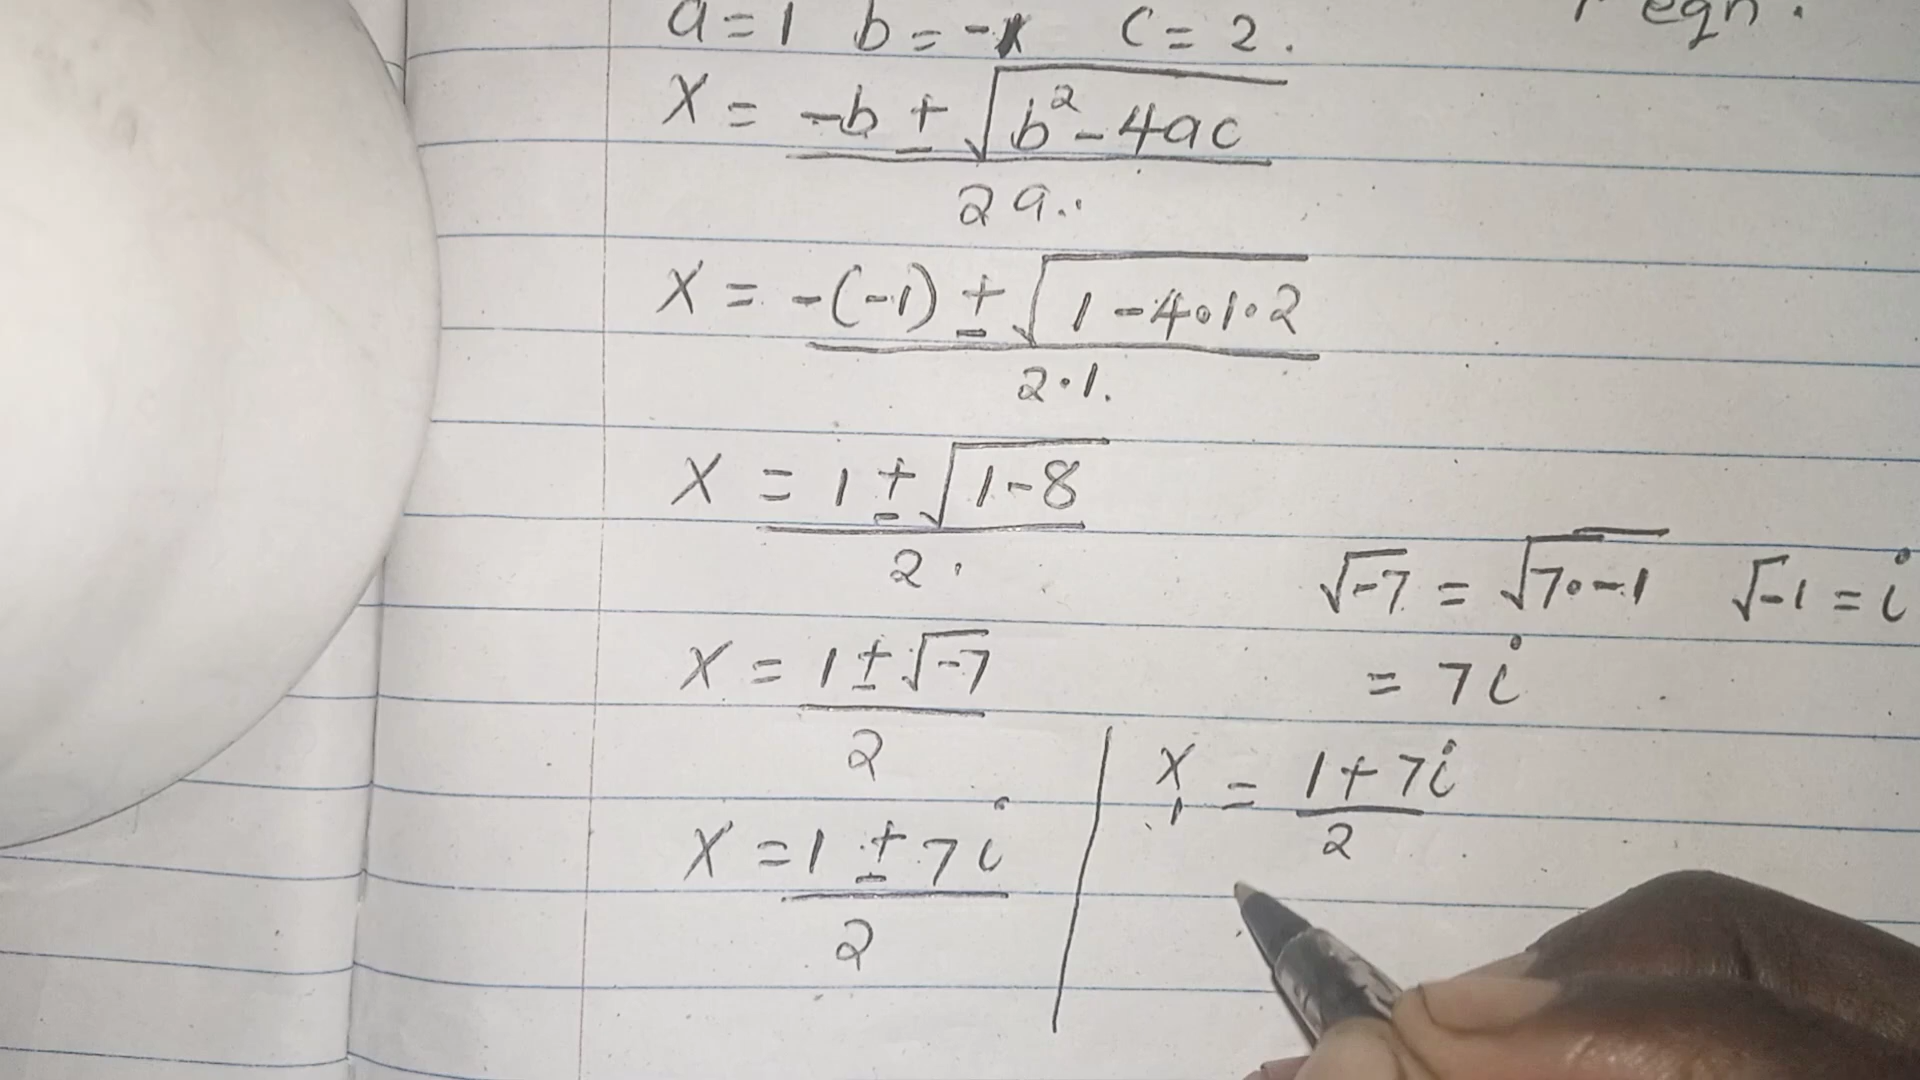 a = 1 b = -1 c = 2. eqn.
x = -b ± √b² - 4ac
2a.
x = -(-1) ± √1 - 4·1·2
2·1.
x = 1 ± √1-8
2.
√-7 = √7·-1 √-1 = i
x = 1 ± √-7
2
= 7i
x = 1 ± 7i
2
x₁ = 1 + 7i
2